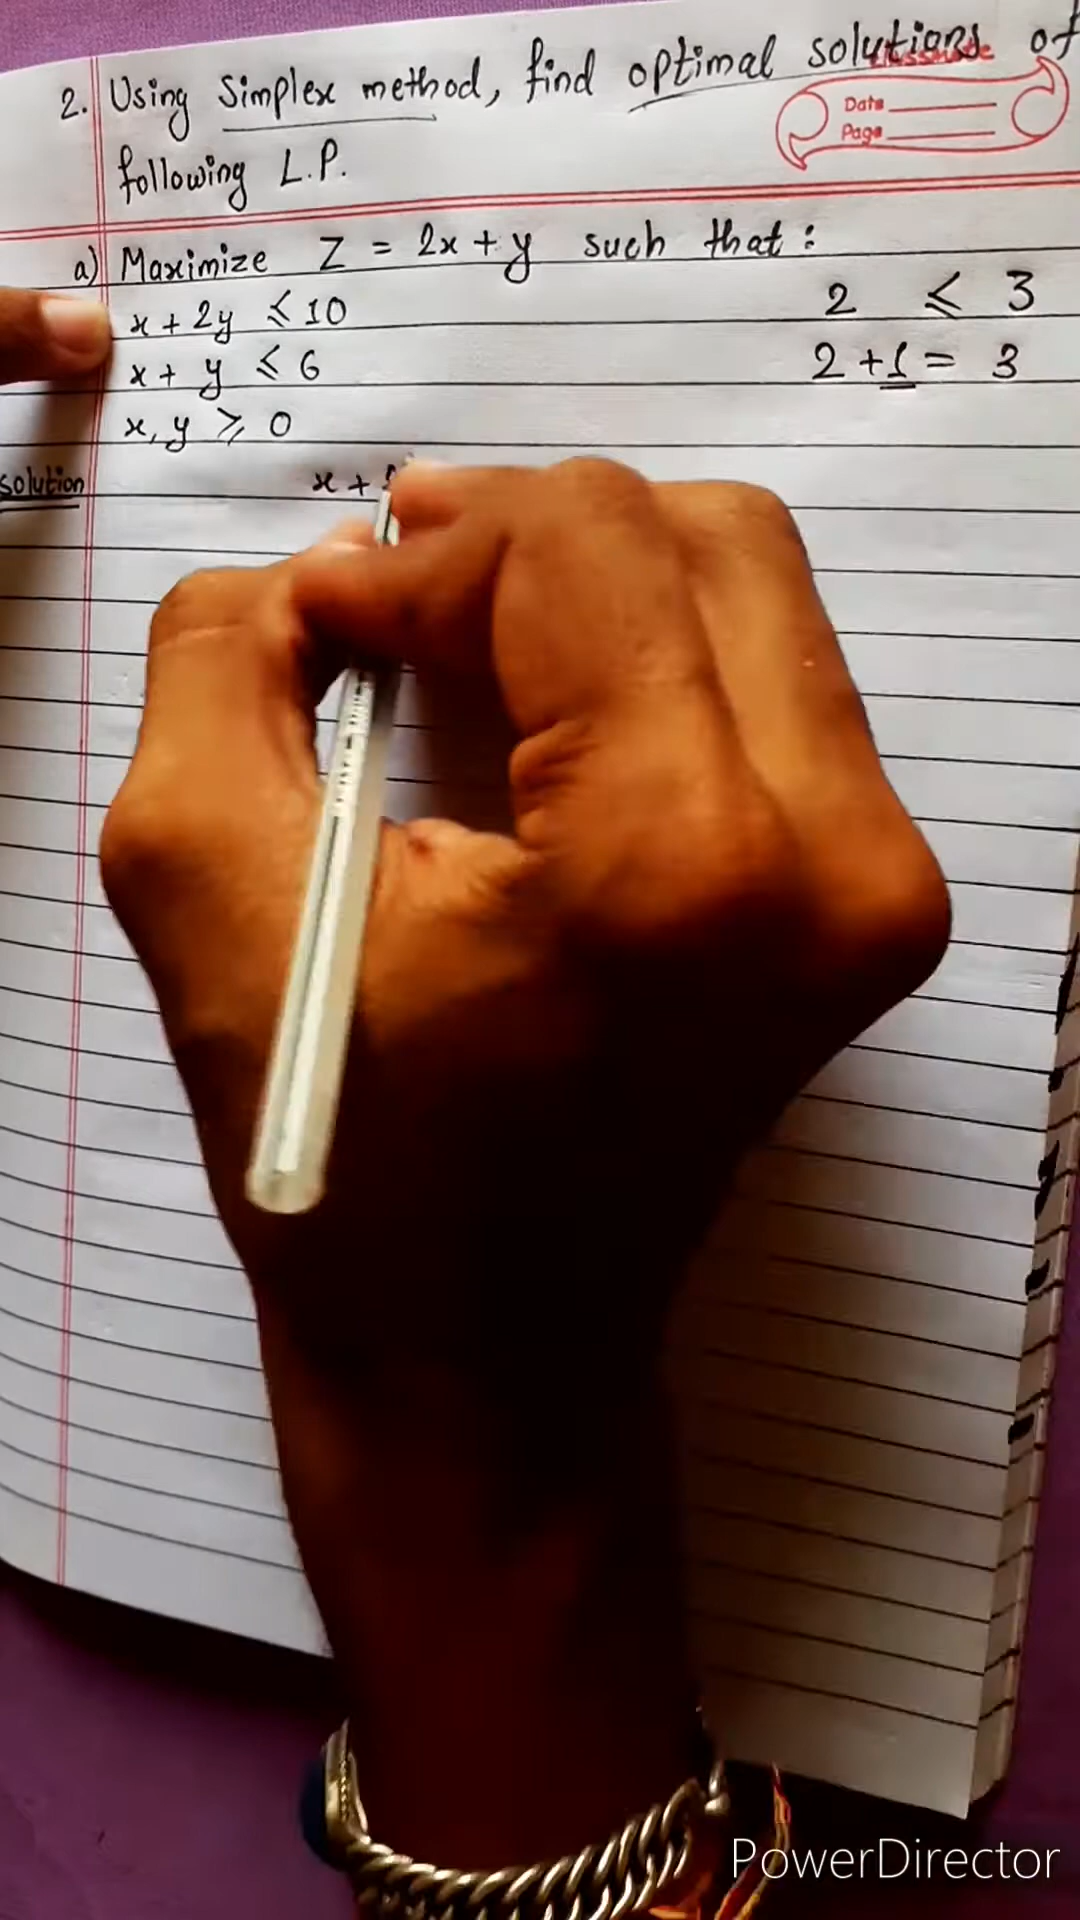 2. Using Simplex method, find optimal solutions of
following L.P.
Date
Page
a) Maximize Z = 2x + y such that :
x + 2y ≤ 10
2 ≤ 3
x + y ≤ 6
2 + 1 = 3
x, y ≥ 0
solution
x +
PowerDirector